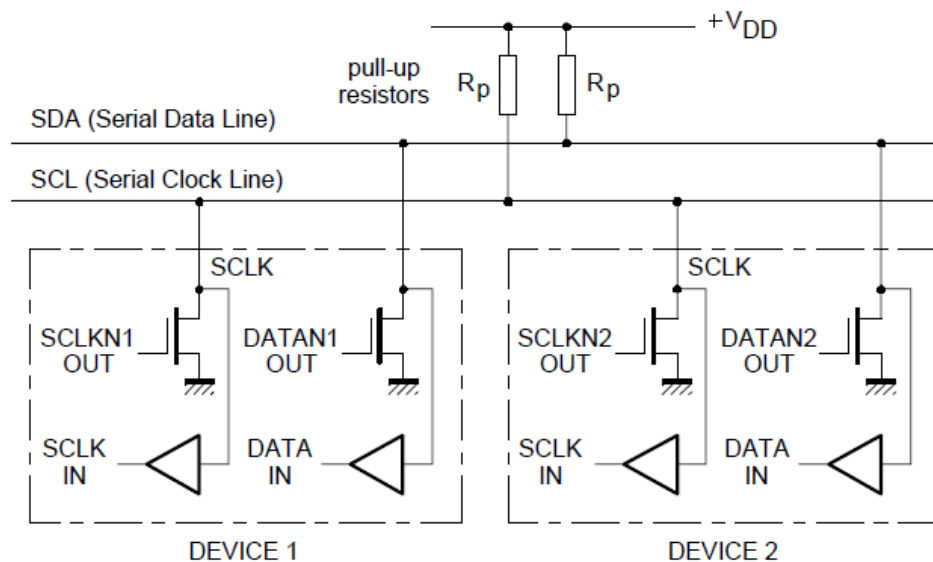 +VDD
pull-up
resistors
Rp
Rp
SDA (Serial Data Line)
SCL (Serial Clock Line)
SCLK
SCLKN1
OUT
DATAN1
OUT
SCLK
IN
DATA
IN
DEVICE 1
SCLK
SCLKN2
OUT
DATAN2
OUT
SCLK
IN
DATA
IN
DEVICE 2